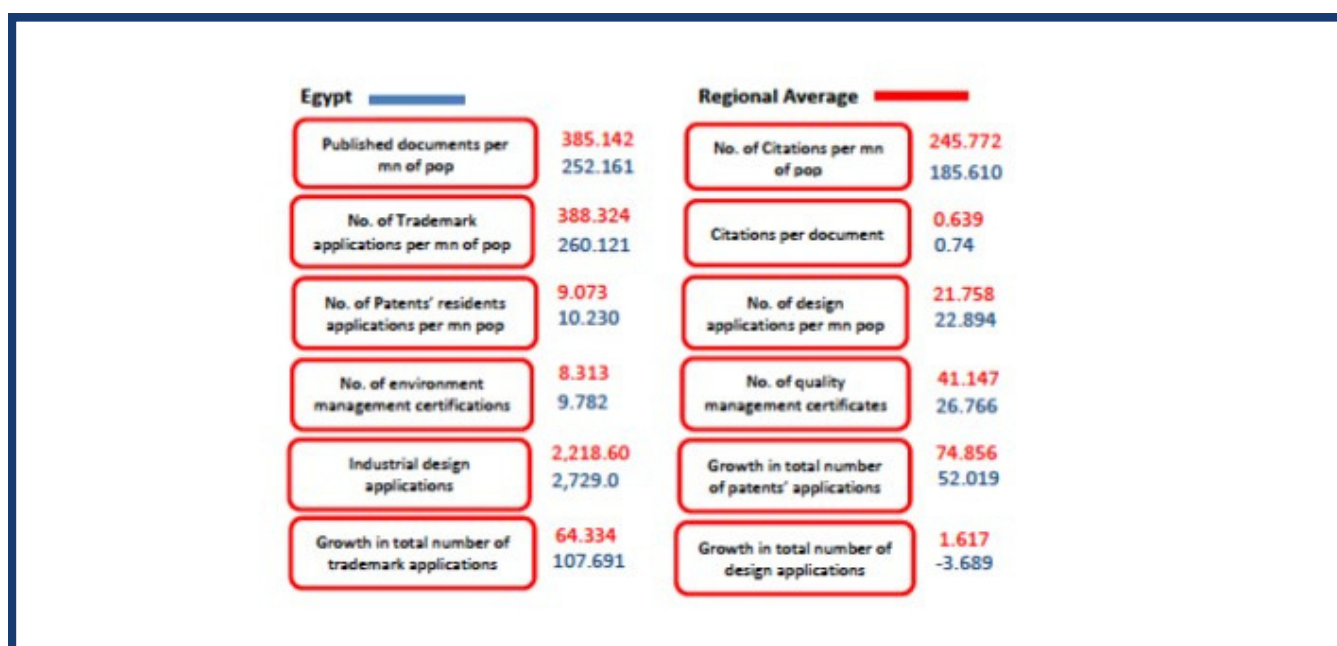 Egypt
Regional Average
Published documents per
mn of pop
385.142
252.161
No. of Citations per mn
of pop
245.772
185.610
No. of Trademark
applications per mn of pop
388.324
260.121
Citations per document
0.639
0.74
No. of Patents' residents
applications per mn pop
9.073
10.230
No. of design
applications per mn pop
21.758
22.894
No. of environment
management certifications
8.313
9.782
No. of quality
management certificates
41.147
26.766
Industrial design
applications
2,218.60
2,729.0
Growth in total number
of patents' applications
74.856
52.019
Growth in total number of
trademark applications
64.334
107.691
Growth in total number of
design applications
1.617
-3.689